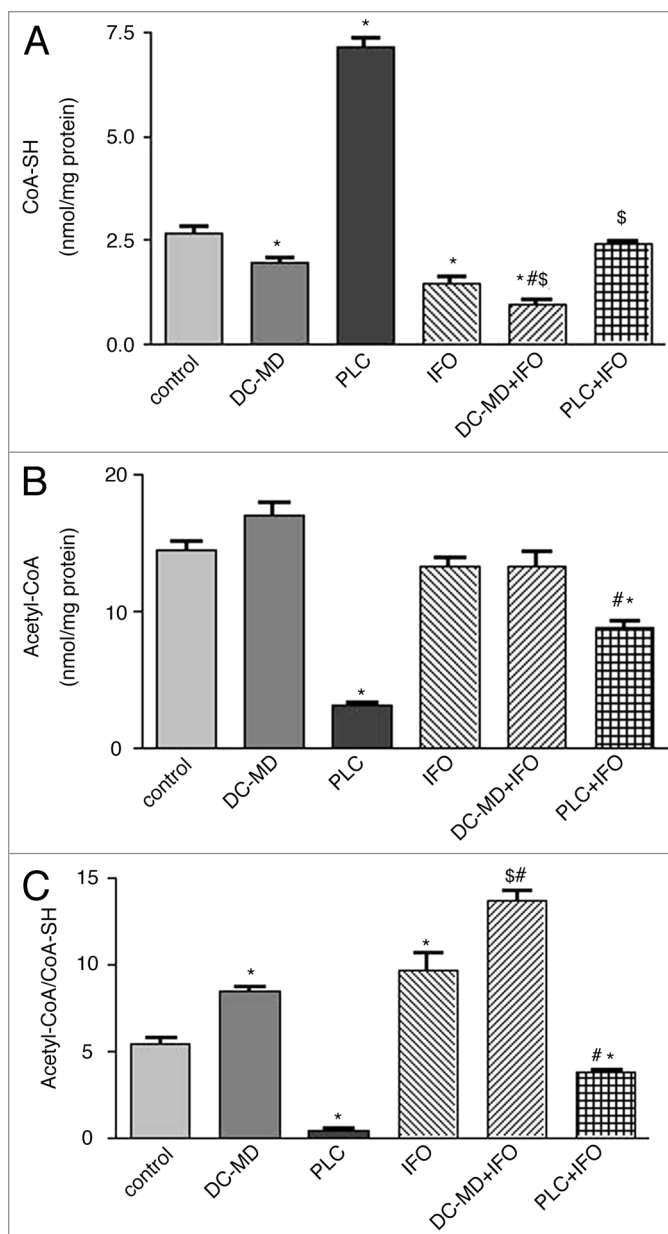 A
CoA-SH
(nmol/mg protein)
7.5
5.0
2.5
0.0
*
*
*
*#$
$
control
DC-MD
PLC
IFO
DC-MD+IFO
PLC+IFO
B
Acetyl-CoA
(nmol/mg protein)
20
10
0
*
#*
control
DC-MD
PLC
IFO
DC-MD+IFO
PLC+IFO
C
Acetyl-CoA/CoA-SH
15
10
5
0
*
*
*
$#
# *
control
DC-MD
PLC
IFO
DC-MD+IFO
PLC+IFO